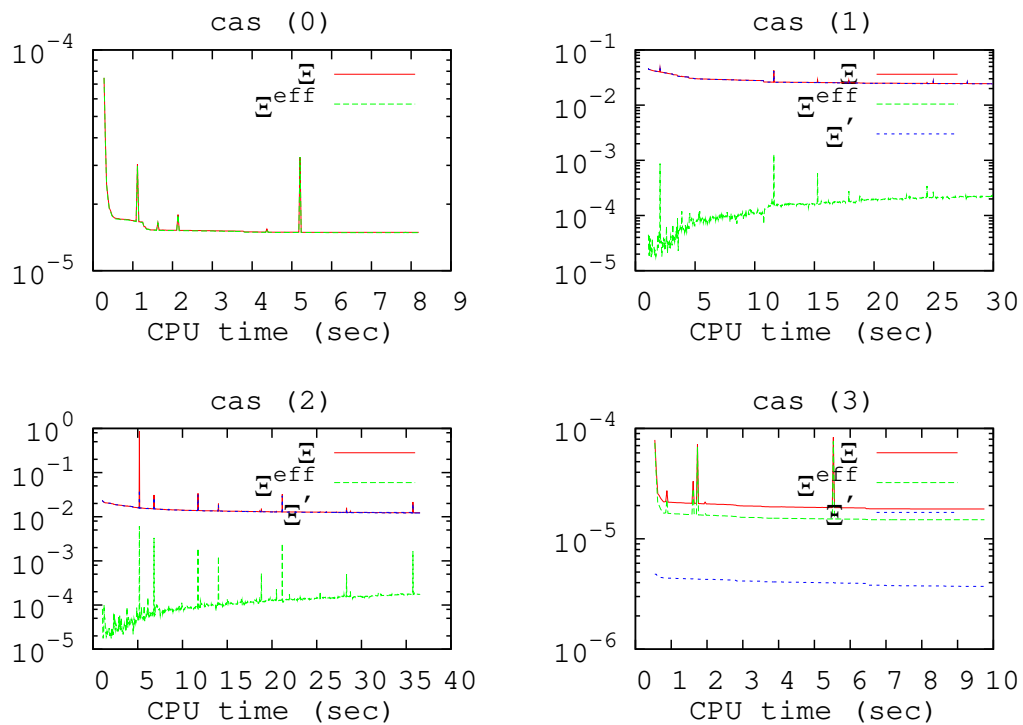 cas (0)
10^-4
10^-5
Ξ
Ξ^eff
0 1 2 3 4 5 6 7 8 9
CPU time (sec)
cas (1)
10^-1
10^-2
10^-3
10^-4
10^-5
Ξ
Ξ^eff
Ξ′
0 5 10 15 20 25 30
CPU time (sec)
cas (2)
10^0
10^-1
10^-2
10^-3
10^-4
10^-5
Ξ
Ξ^eff
Ξ′
0 5 10 15 20 25 30 35 40
CPU time (sec)
cas (3)
10^-4
10^-5
10^-6
Ξ
Ξ^eff
Ξ′
0 1 2 3 4 5 6 7 8 9 10
CPU time (sec)